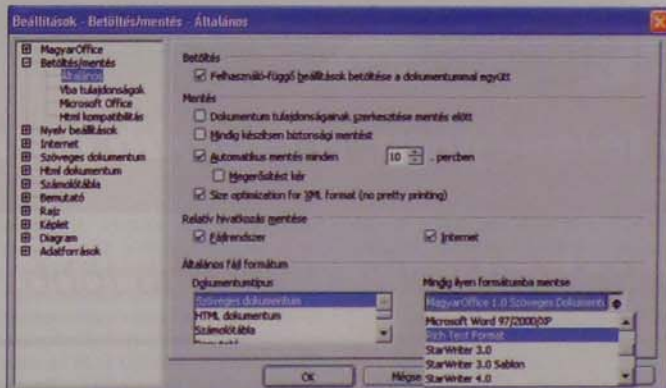 Beállítások - Betöltés/mentés - Általános
MagyarOffice
Betöltés/mentés
Általános
Vba tulajdonságok
Microsoft Office
Html kompatibilitás
Nyelv beállítások
Internet
Szöveges dokumentum
Html dokumentum
Számolótábla
Bemutató
Rajz
Képlet
Diagram
Adatforrások
Betöltés
Felhasználó-függő beállítások betöltése a dokumentummal együtt
Mentés
Dokumentum tulajdonságainak szerkesztése mentés előtt
Mindig készítsen biztonsági mentést
Automatikus mentés minden 10 . percben
Megerősítést kér
Size optimization for XML format (no pretty printing)
Relatív hivatkozás mentése
Fájlrendszer
Internet
Általános fájl formátum
Dokumentumtípus
Szöveges dokumentum
HTML dokumentum
Számolótábla
Bemutató
Mindig ilyen formátumba mentse
MagyarOffice 1.0 Szöveges Dokument
Microsoft Word 97/2000/XP
Rich Text Format
StarWriter 3.0
StarWriter 3.0 Sablon
StarWriter 4.0
OK
Mégse